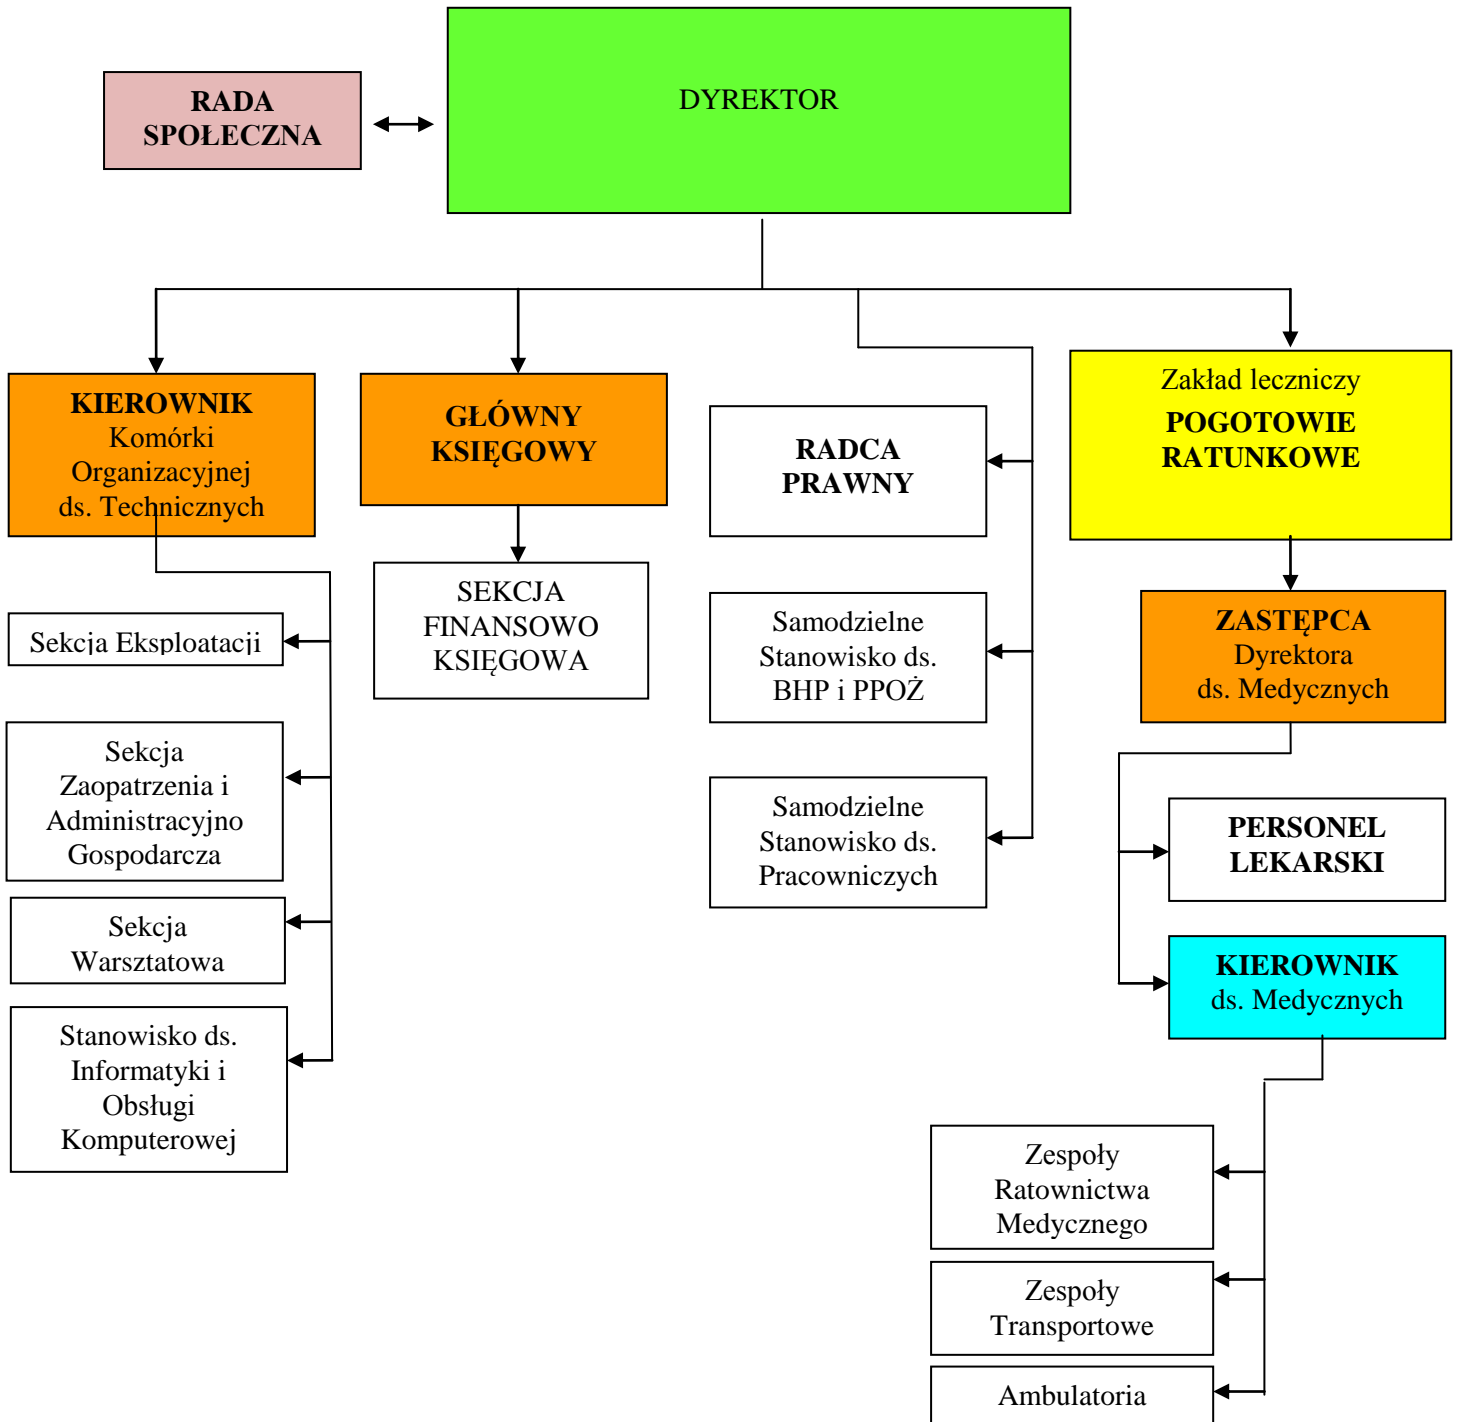 DYREKTOR
RADA
SPOŁECZNA
KIEROWNIK
Komórki
Organizacyjnej
ds. Technicznych
GŁÓWNY
KSIĘGOWY
RADCA
PRAWNY
Zakład leczniczy
POGOTOWIE
RATUNKOWE
Sekcja Eksploatacji
SEKCJA
FINANSOWO
KSIĘGOWA
Samodzielne
Stanowisko ds.
BHP i PPOŻ
ZASTĘPCA
Dyrektora
ds. Medycznych
Sekcja
Zaopatrzenia i
Administracyjno
Gospodarcza
Samodzielne
Stanowisko ds.
Pracowniczych
PERSONEL
LEKARSKI
Sekcja
Warsztatowa
KIEROWNIK
ds. Medycznych
Stanowisko ds.
Informatyki i
Obsługi
Komputerowej
Zespoły
Ratownictwa
Medycznego
Zespoły
Transportowe
Ambulatoria